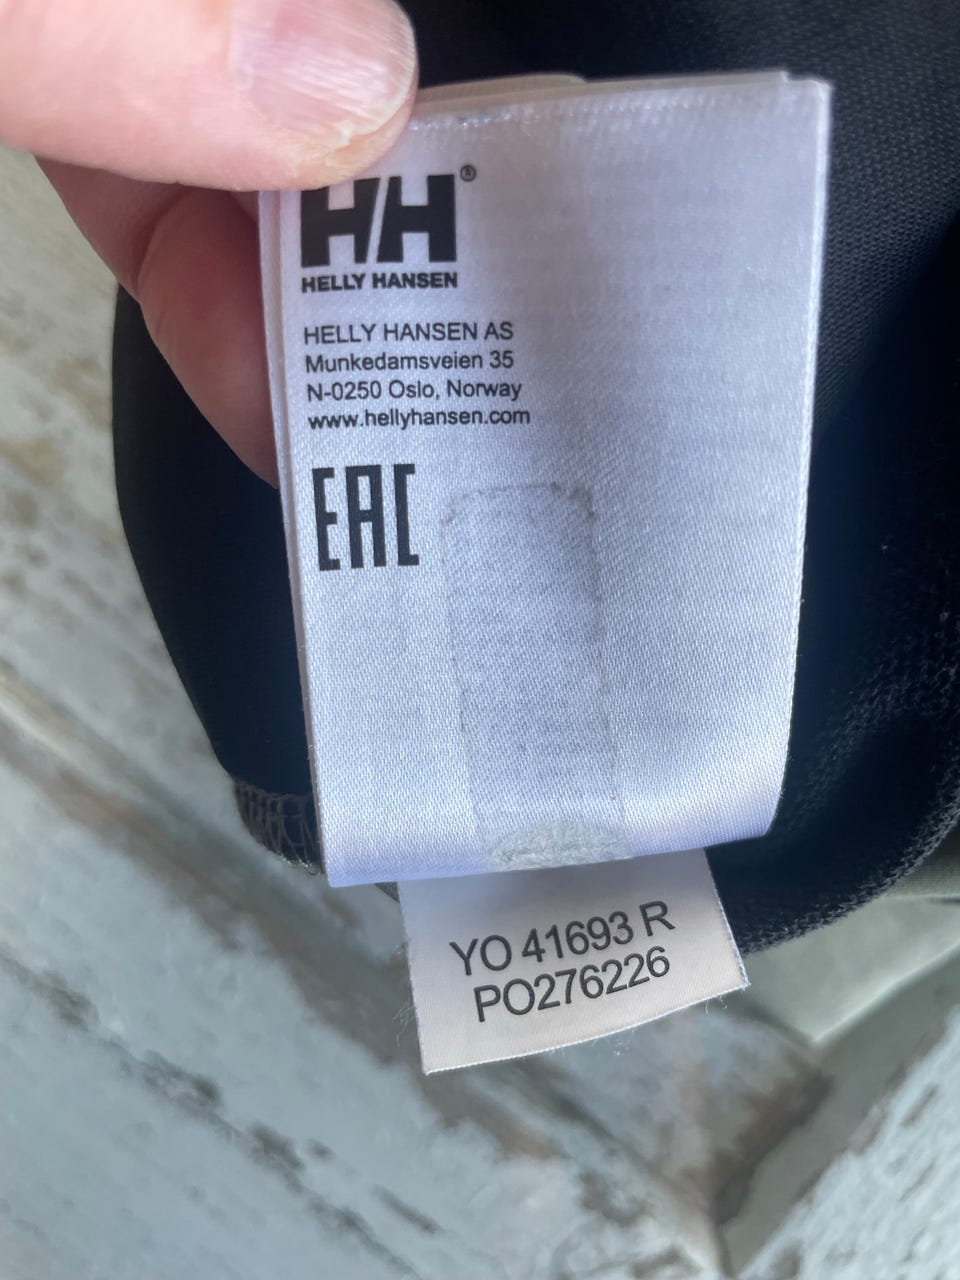 HH®
HELLY HANSEN
HELLY HANSEN AS
Munkedamsveien 35
N-0250 Oslo, Norway
www.hellyhansen.com
EAC
YO 41693 R
PO276226